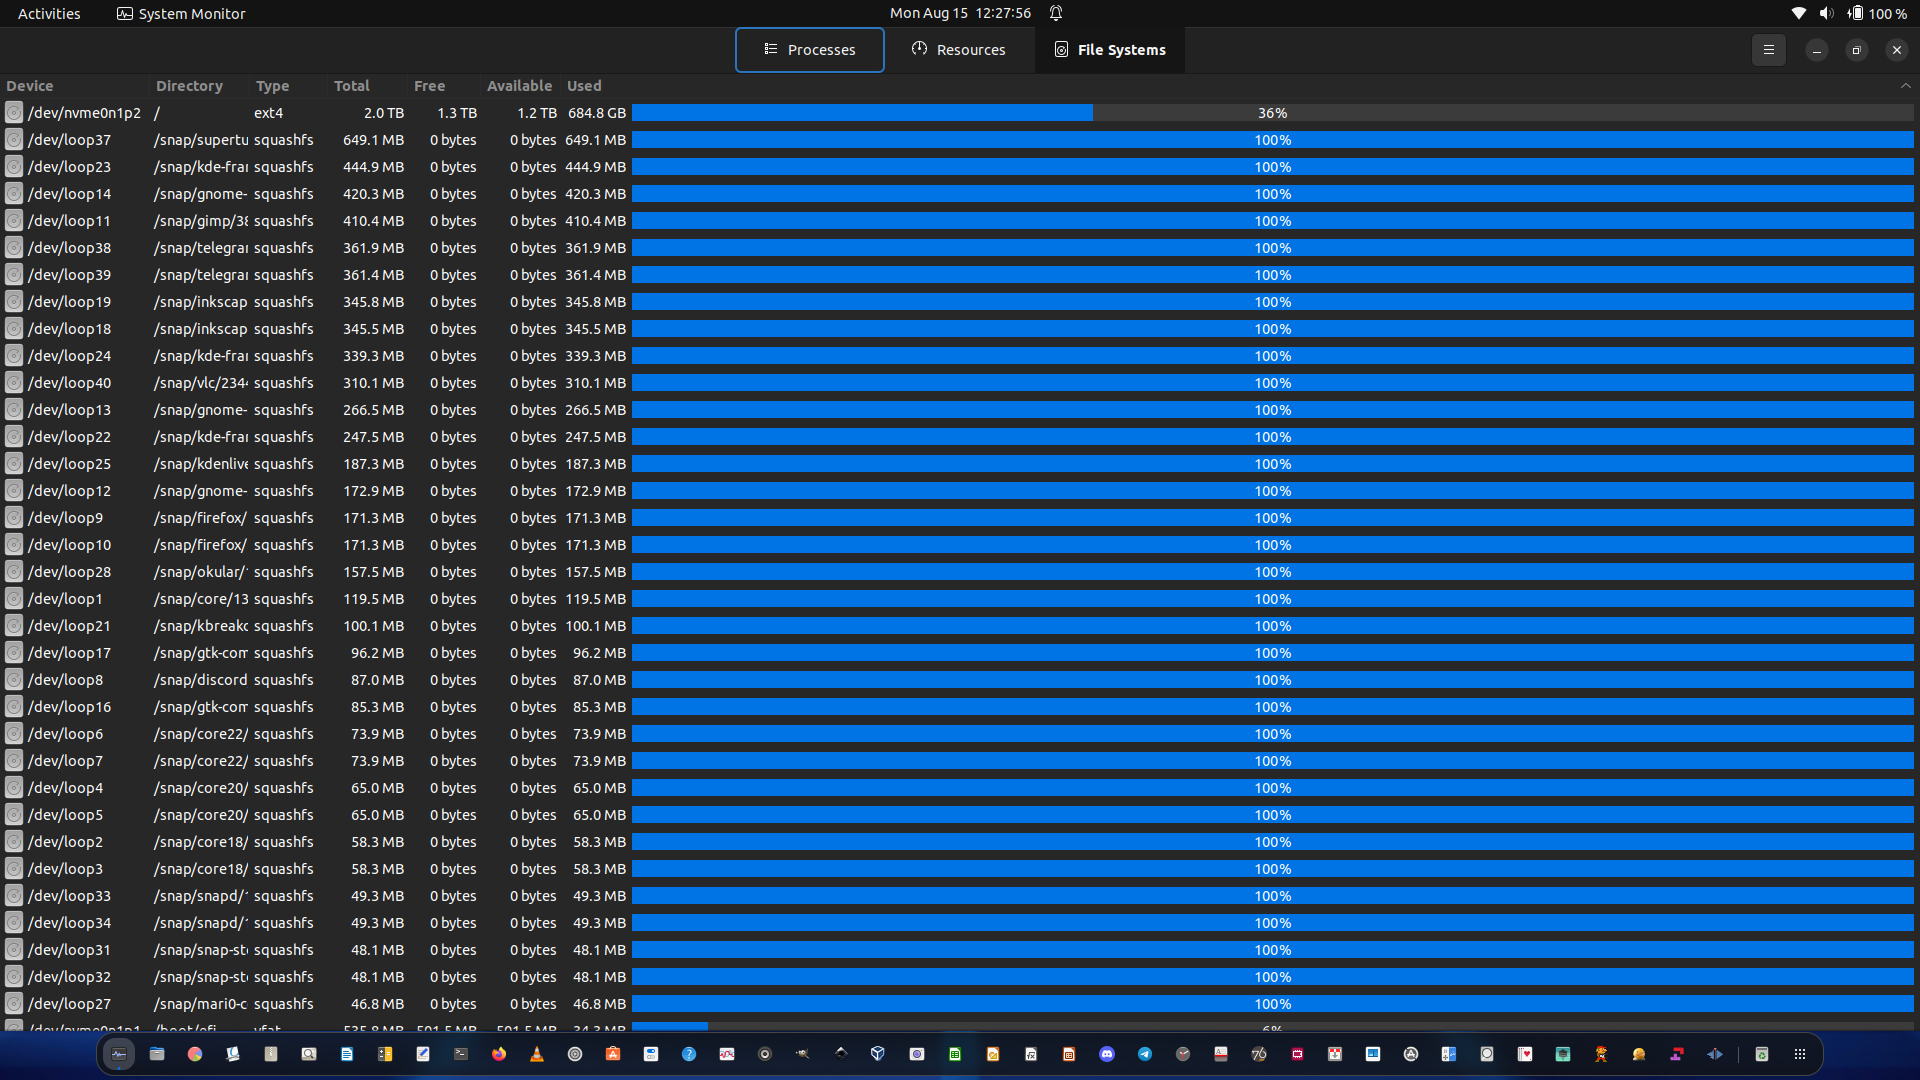 Activities System Monitor Mon Aug 15 12:27:56 100 %
Processes Resources File Systems
Device Directory Type Total Free Available Used
/dev/nvme0n1p2 / ext4 2.0 TB 1.3 TB 1.2 TB 684.8 GB 36%
/dev/loop37 /snap/supertu squashfs 649.1 MB 0 bytes 0 bytes 649.1 MB 100%
/dev/loop23 /snap/kde-frar squashfs 444.9 MB 0 bytes 0 bytes 444.9 MB 100%
/dev/loop14 /snap/gnome- squashfs 420.3 MB 0 bytes 0 bytes 420.3 MB 100%
/dev/loop11 /snap/gimp/38 squashfs 410.4 MB 0 bytes 0 bytes 410.4 MB 100%
/dev/loop38 /snap/telegrar squashfs 361.9 MB 0 bytes 0 bytes 361.9 MB 100%
/dev/loop39 /snap/telegrar squashfs 361.4 MB 0 bytes 0 bytes 361.4 MB 100%
/dev/loop19 /snap/inkscap squashfs 345.8 MB 0 bytes 0 bytes 345.8 MB 100%
/dev/loop18 /snap/inkscap squashfs 345.5 MB 0 bytes 0 bytes 345.5 MB 100%
/dev/loop24 /snap/kde-frar squashfs 339.3 MB 0 bytes 0 bytes 339.3 MB 100%
/dev/loop40 /snap/vlc/2344 squashfs 310.1 MB 0 bytes 0 bytes 310.1 MB 100%
/dev/loop13 /snap/gnome- squashfs 266.5 MB 0 bytes 0 bytes 266.5 MB 100%
/dev/loop22 /snap/kde-frar squashfs 247.5 MB 0 bytes 0 bytes 247.5 MB 100%
/dev/loop25 /snap/kdenlive squashfs 187.3 MB 0 bytes 0 bytes 187.3 MB 100%
/dev/loop12 /snap/gnome- squashfs 172.9 MB 0 bytes 0 bytes 172.9 MB 100%
/dev/loop9 /snap/firefox/ squashfs 171.3 MB 0 bytes 0 bytes 171.3 MB 100%
/dev/loop10 /snap/firefox/ squashfs 171.3 MB 0 bytes 0 bytes 171.3 MB 100%
/dev/loop28 /snap/okular/1 squashfs 157.5 MB 0 bytes 0 bytes 157.5 MB 100%
/dev/loop1 /snap/core/13 squashfs 119.5 MB 0 bytes 0 bytes 119.5 MB 100%
/dev/loop21 /snap/kbreako squashfs 100.1 MB 0 bytes 0 bytes 100.1 MB 100%
/dev/loop17 /snap/gtk-com squashfs 96.2 MB 0 bytes 0 bytes 96.2 MB 100%
/dev/loop8 /snap/discord squashfs 87.0 MB 0 bytes 0 bytes 87.0 MB 100%
/dev/loop16 /snap/gtk-com squashfs 85.3 MB 0 bytes 0 bytes 85.3 MB 100%
/dev/loop6 /snap/core22/ squashfs 73.9 MB 0 bytes 0 bytes 73.9 MB 100%
/dev/loop7 /snap/core22/ squashfs 73.9 MB 0 bytes 0 bytes 73.9 MB 100%
/dev/loop4 /snap/core20/ squashfs 65.0 MB 0 bytes 0 bytes 65.0 MB 100%
/dev/loop5 /snap/core20/ squashfs 65.0 MB 0 bytes 0 bytes 65.0 MB 100%
/dev/loop2 /snap/core18/ squashfs 58.3 MB 0 bytes 0 bytes 58.3 MB 100%
/dev/loop3 /snap/core18/ squashfs 58.3 MB 0 bytes 0 bytes 58.3 MB 100%
/dev/loop33 /snap/snapd/1 squashfs 49.3 MB 0 bytes 0 bytes 49.3 MB 100%
/dev/loop34 /snap/snapd/1 squashfs 49.3 MB 0 bytes 0 bytes 49.3 MB 100%
/dev/loop31 /snap/snap-sto squashfs 48.1 MB 0 bytes 0 bytes 48.1 MB 100%
/dev/loop32 /snap/snap-sto squashfs 48.1 MB 0 bytes 0 bytes 48.1 MB 100%
/dev/loop27 /snap/mari0-c squashfs 46.8 MB 0 bytes 0 bytes 46.8 MB 100%
/dev/nvme0n1p1 /boot/efi vfat 535.8 MB 501.5 MB 501.5 MB 34.3 MB 6%
76